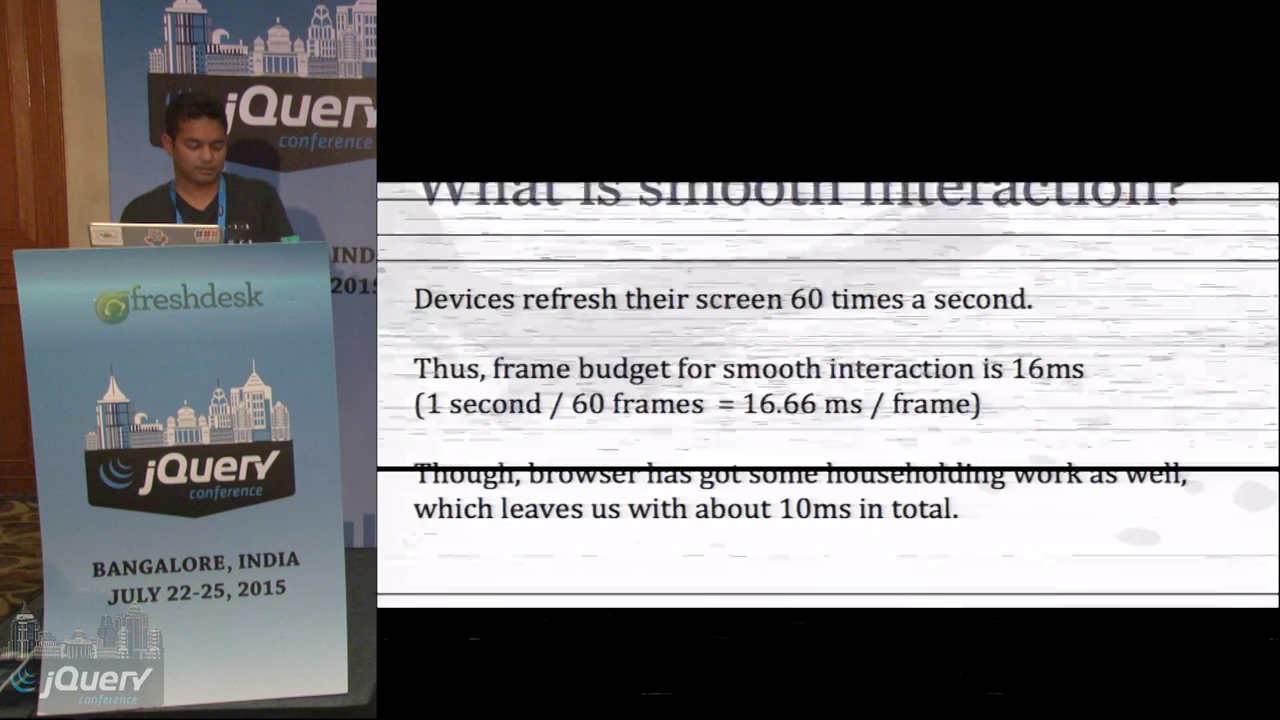 jQuery
conference
IND
2015
freshdesk
jQuery
conference
BANGALORE, INDIA
JULY 22-25, 2015
jQuery
conference
What is smooth interaction?
Devices refresh their screen 60 times a second.
Thus, frame budget for smooth interaction is 16ms
(1 second / 60 frames = 16.66 ms / frame)
Though, browser has got some householding work as well,
which leaves us with about 10ms in total.